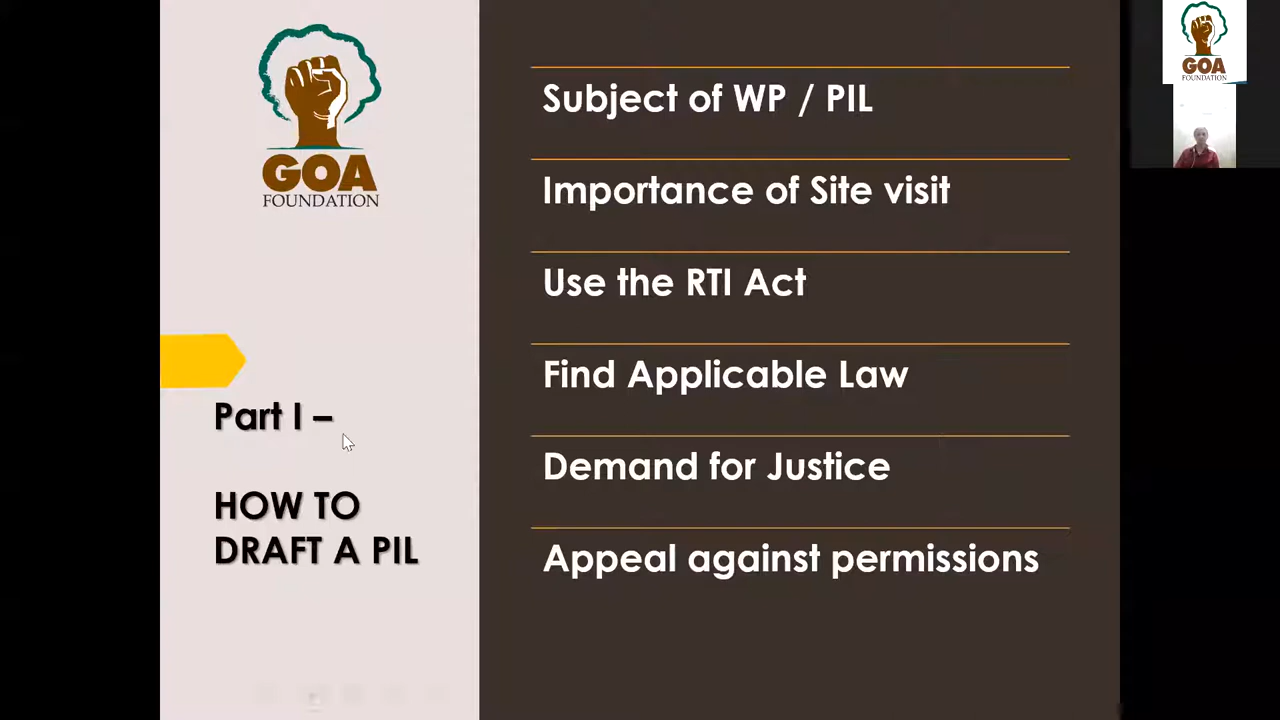 GOA
FOUNDATION
Part I –
HOW TO
DRAFT A PIL
Subject of WP / PIL
Importance of Site visit
Use the RTI Act
Find Applicable Law
Demand for Justice
Appeal against permissions
GOA
FOUNDATION